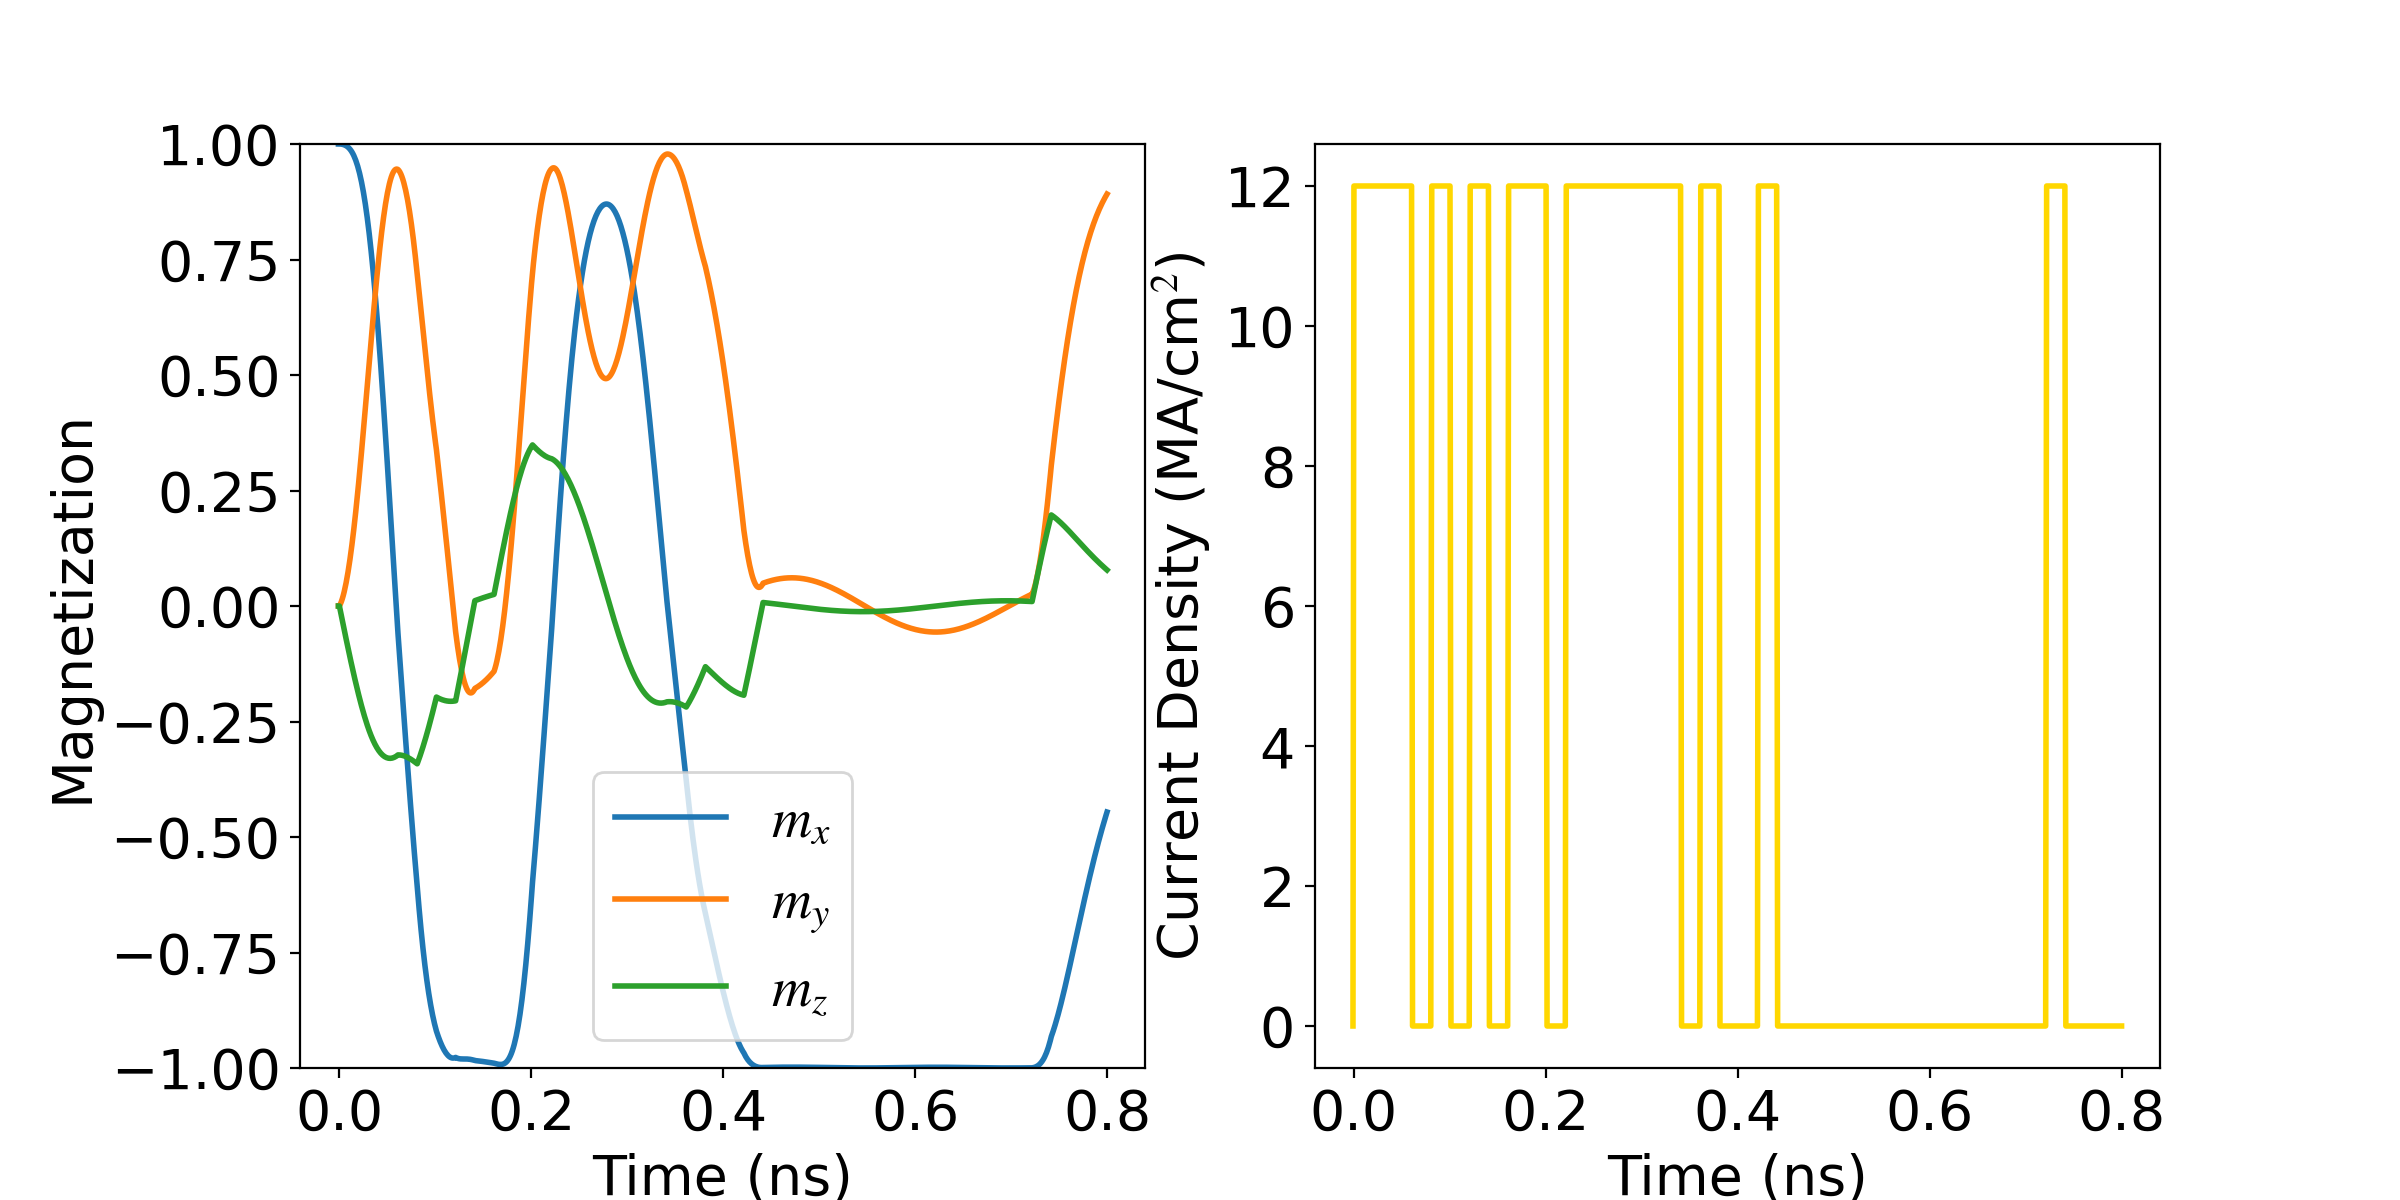 Magnetization
1.00
0.75
0.50
0.25
0.00
−0.25
−0.50
−0.75
−1.00
0.0 0.2 0.4 0.6 0.8
Time (ns)
m_x
m_y
m_z
Current Density (MA/cm²)
12
10
8
6
4
2
0
0.0 0.2 0.4 0.6 0.8
Time (ns)